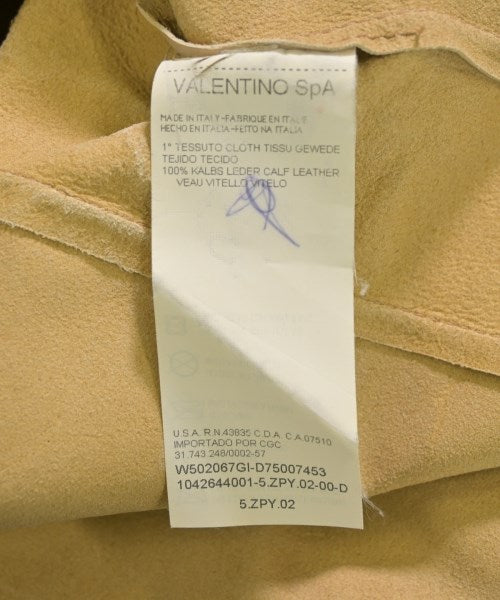 VALENTINO SpA
MADE IN ITALY-FABRIQUE EN ITALIE
HECHO EN ITALIA-FEITO NA ITALIA
1° TESSUTO CLOTH TISSU GEWEDE
TEJIDO TECIDO
100% KALBS LEDER CALF LEATHER
VEAU VITELLO VITELO
U.S.A. R.N.43835 C.D.A. C.A.07510
IMPORTADO POR CGC
31.743.248/0002-57
W502067GI-D75007453
1042644001-5.ZPY.02-00-D
5.ZPY.02